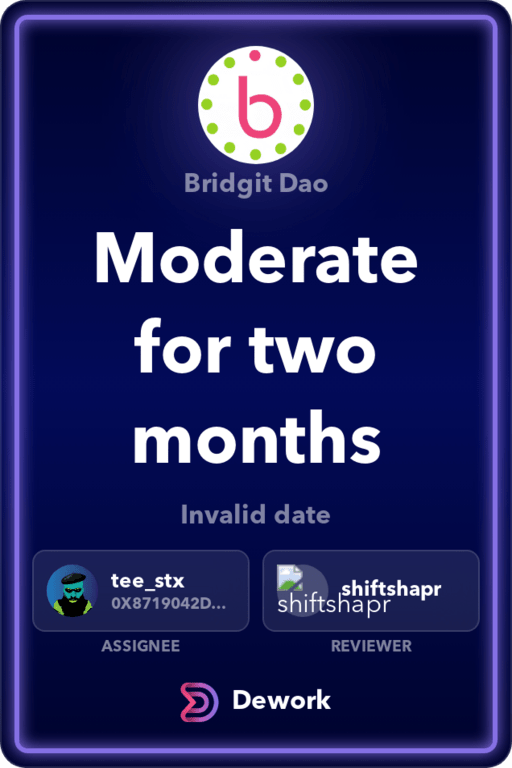 b
Bridgit Dao
Moderate
for two
months
Invalid date
tee_stx
0X8719042D...
shiftshapr
shiftshapr
ASSIGNEE
REVIEWER
Dework